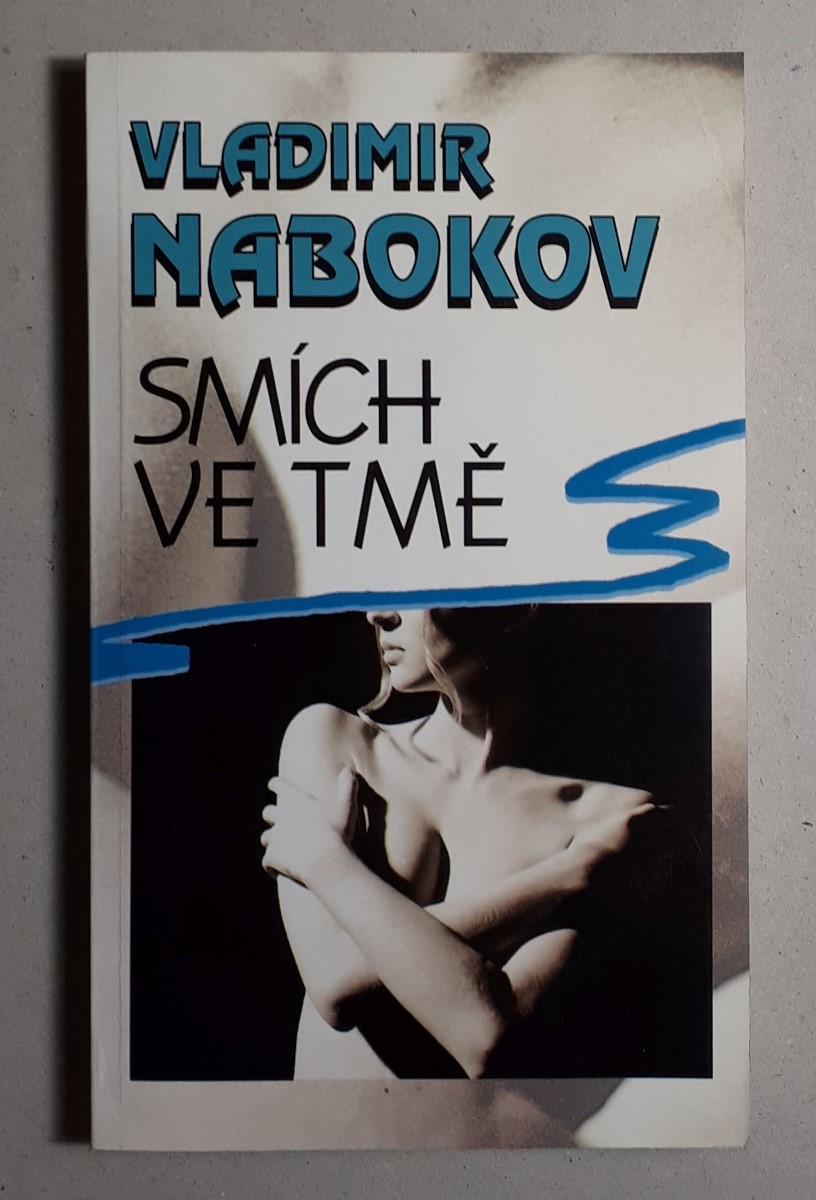 VLADIMIR
NABOKOV
SMÍCH
VE TMĚ